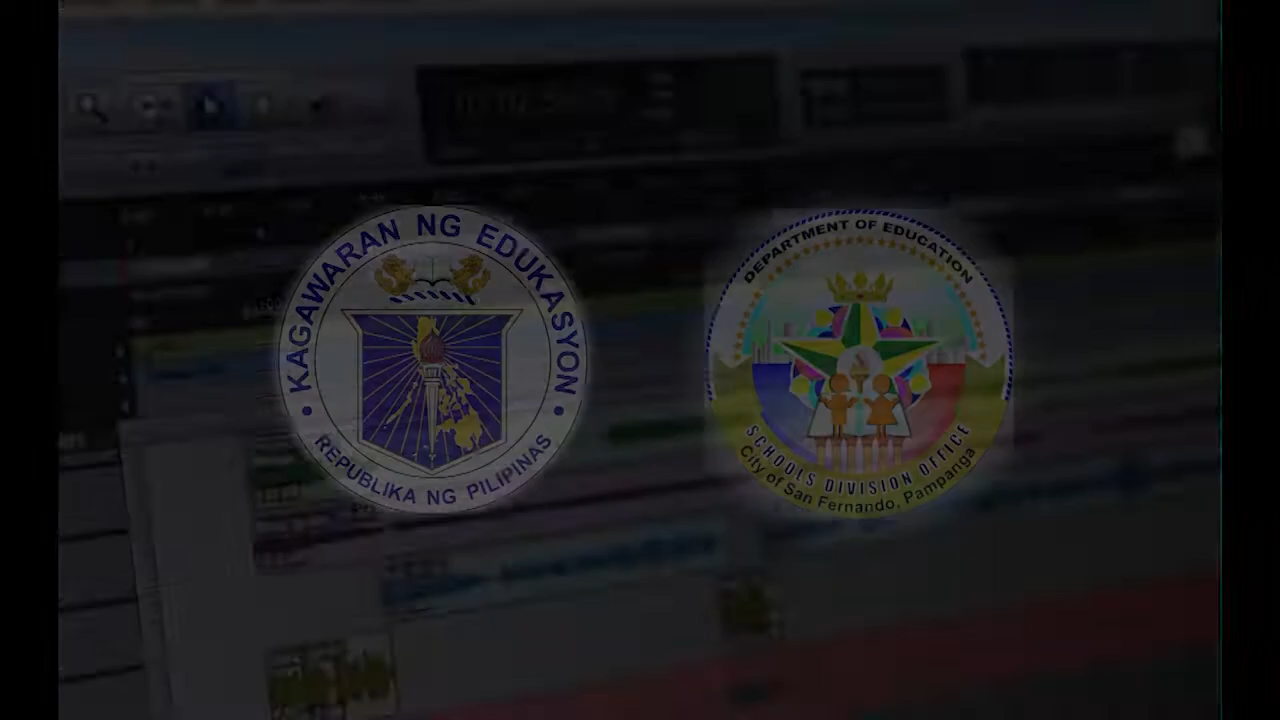 KAGAWARAN NG EDUKASYON
REPUBLIKA NG PILIPINAS
DEPARTMENT OF EDUCATION
SCHOOLS DIVISION OFFICE
City of San Fernando, Pampanga